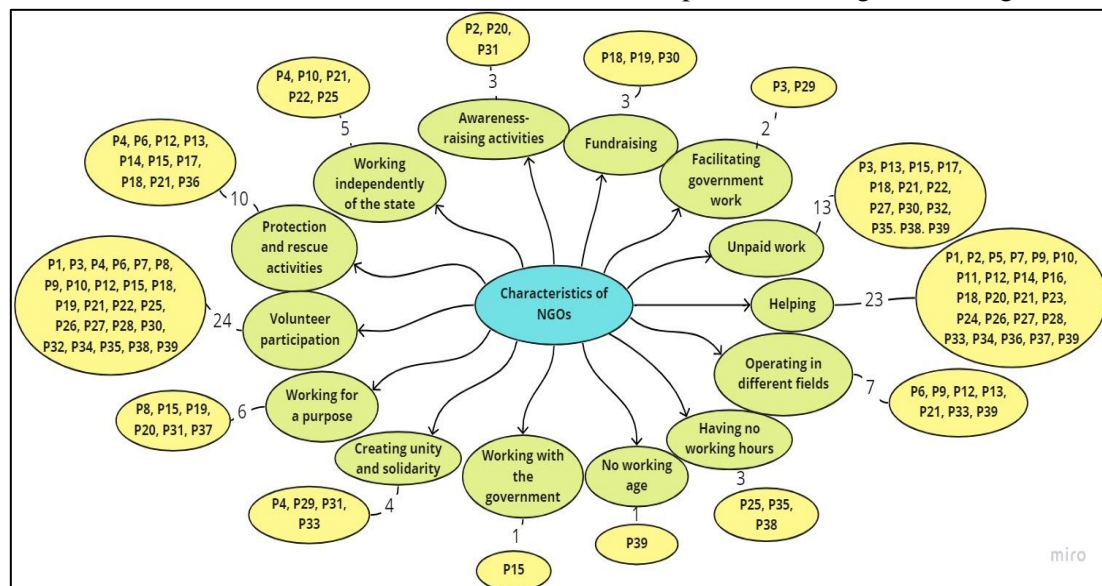 P2, P20,
P31
3
P18, P19, P30
3
P3, P29
2
P4, P10, P21,
P22, P25
5
Awareness-
raising activities
Fundraising
Facilitating
government
work
P4, P6, P12, P13,
P14, P15, P17,
P18, P21, P36
10
Working
independently
of the state
P3, P13, P15, P17,
P18, P21, P22,
P27, P30, P32,
P35. P38. P39
13
Unpaid work
Protection
and rescue
activities
P1, P3, P4, P6, P7, P8,
P9, P10, P12, P15, P18,
P19, P21, P22, P25,
P26, P27, P28, P30,
P32, P34, P35, P38, P39
24
Volunteer
participation
Characteristics of
NGOs
Helping
23
P1, P2, P5, P7, P9, P10,
P11, P12, P14, P16,
P18, P20, P21, P23,
P24, P26, P27, P28,
P33, P34, P36, P37, P39
Operating in
different fields
7
P6, P9, P12, P13,
P21, P33, P39
P8, P15, P19,
P20, P31, P37
6
Working for
a purpose
Having no
working hours
3
P25, P35,
P38
Creating unity
and solidarity
4
P4, P29, P31,
P33
Working with
the
government
1
P15
No working
age
1
P39
miro